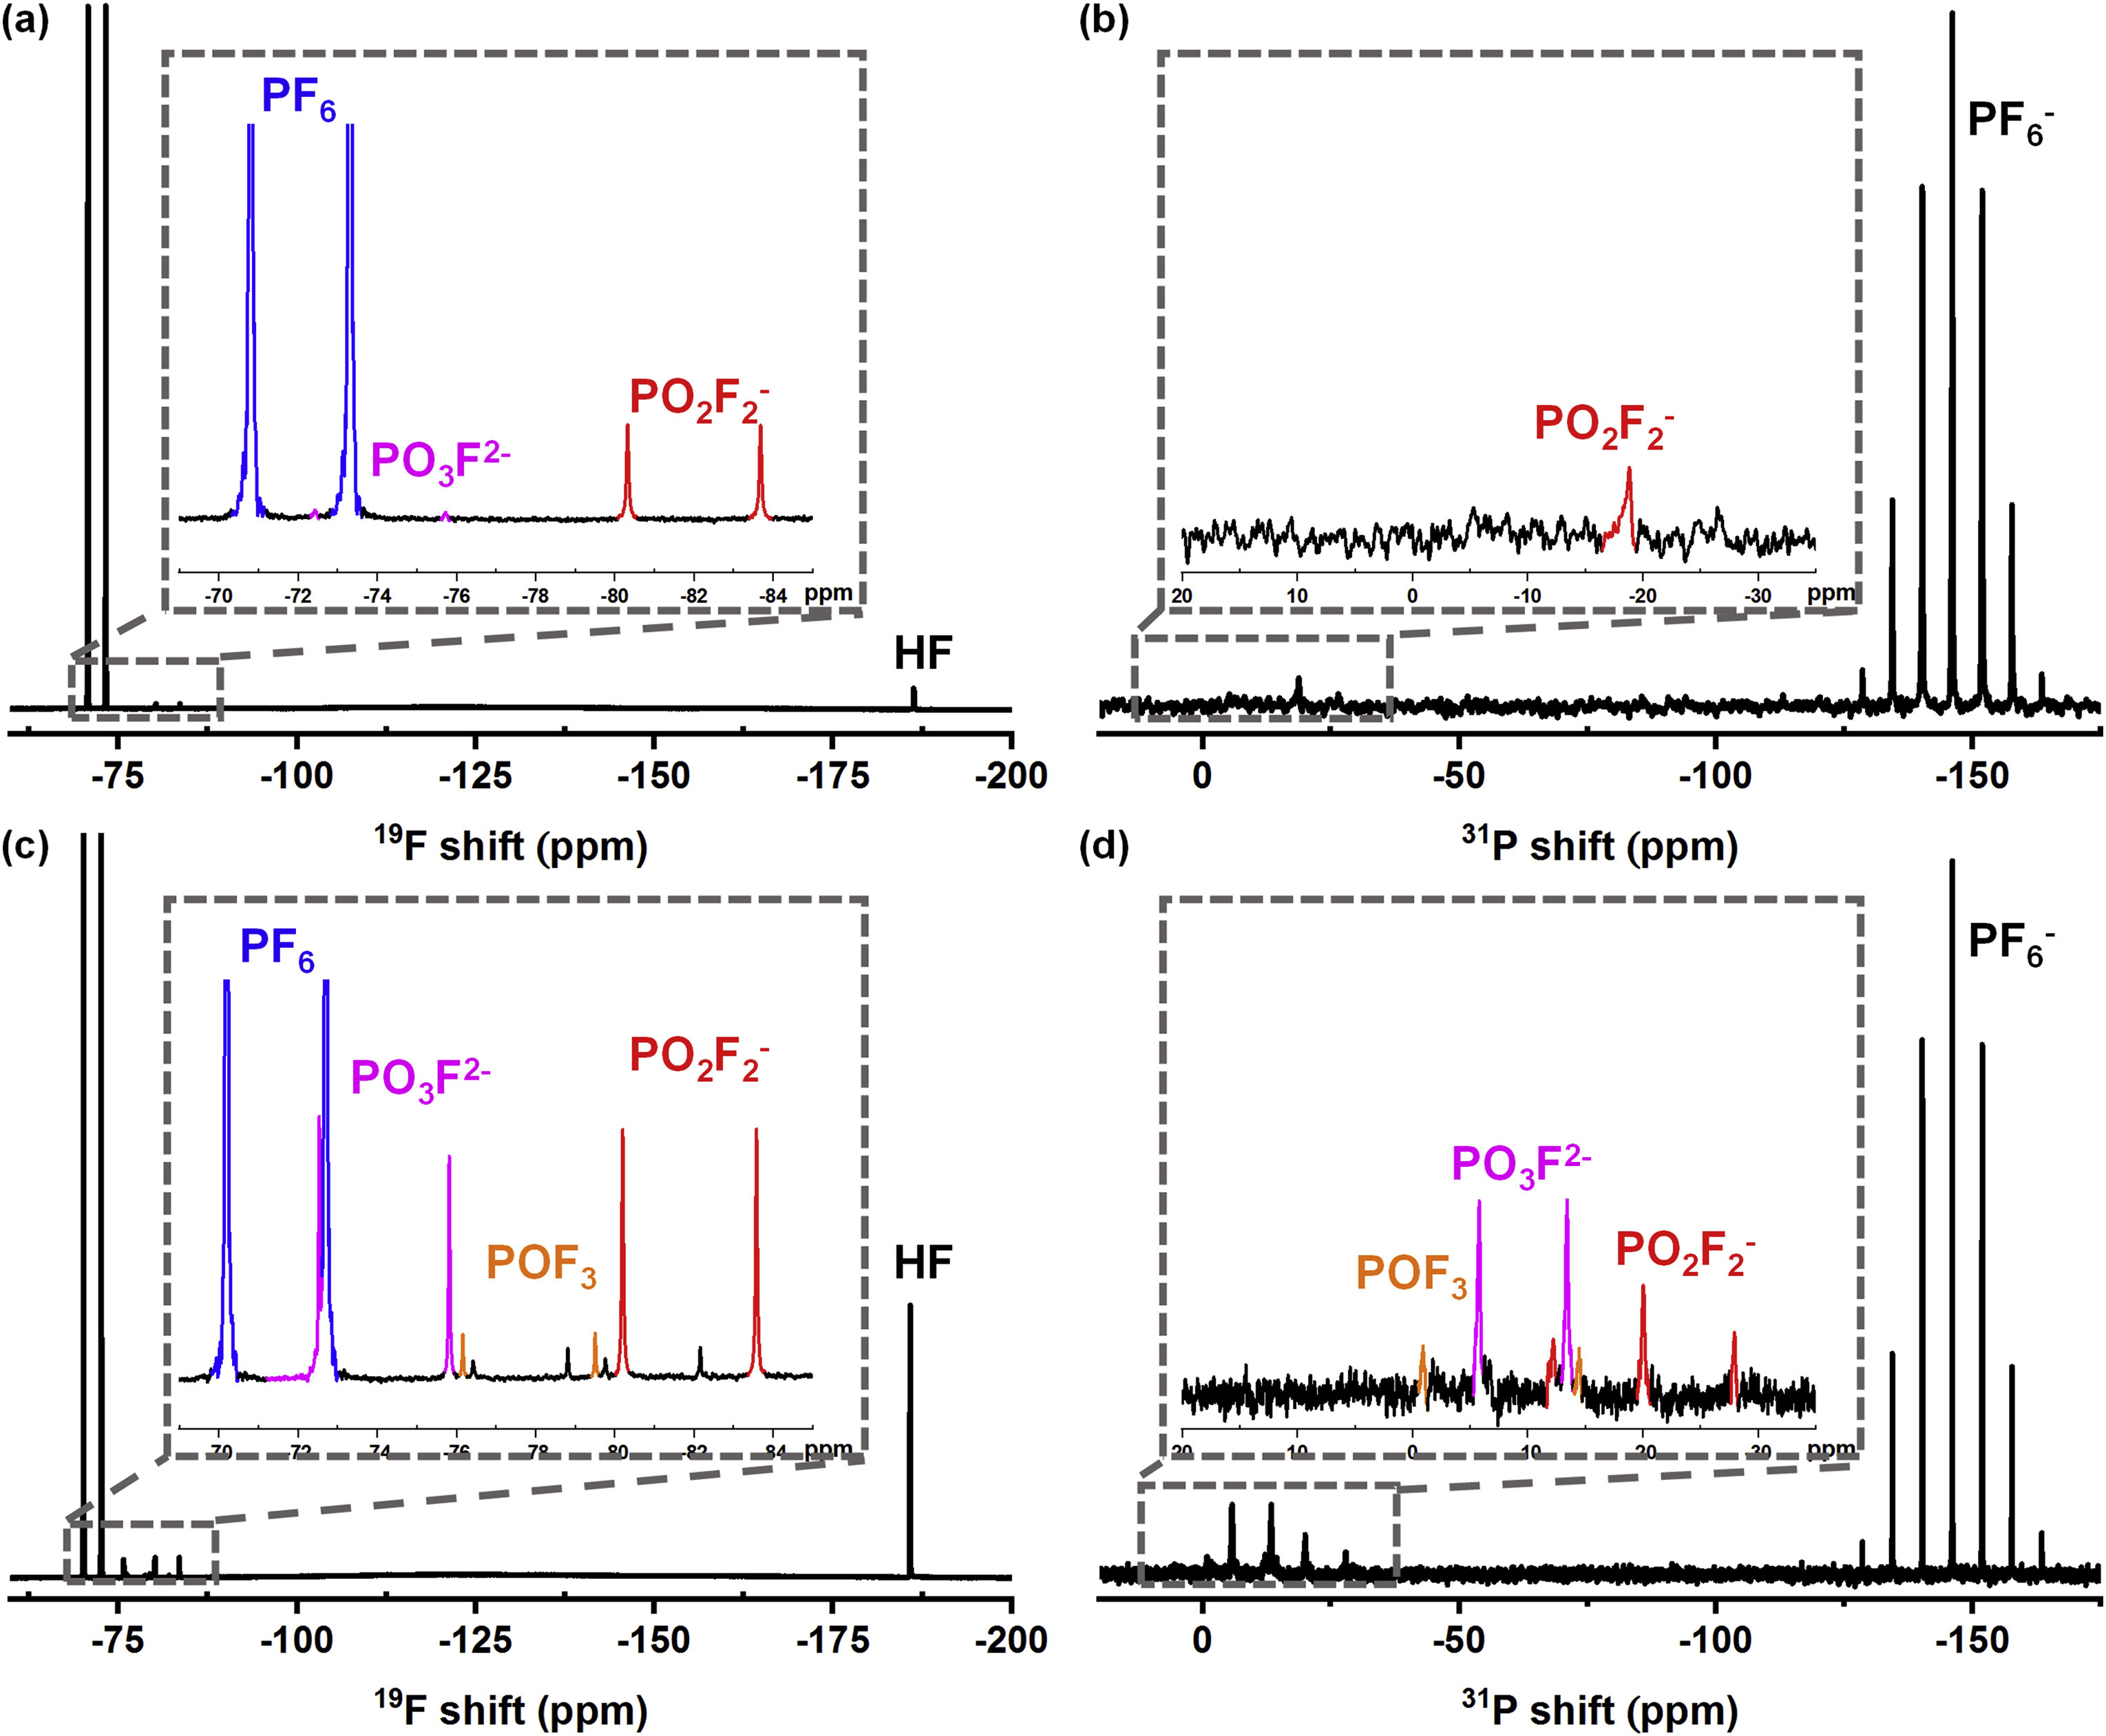 (a)
PF6
PO3F2-
PO2F2-
-70 -72 -74 -76 -78 -80 -82 -84 ppm
HF
-75 -100 -125 -150 -175 -200
19F shift (ppm)
(b)
PF6-
PO2F2-
20 10 0 -10 -20 -30 ppm
0 -50 -100 -150
31P shift (ppm)
(c)
PF6
PO3F2-
PO2F2-
POF3
-70 -72 -74 -76 -78 -80 -82 -84 ppm
HF
-75 -100 -125 -150 -175 -200
19F shift (ppm)
(d)
PF6-
PO3F2-
PO2F2-
POF3
20 10 0 -10 -20 -30 ppm
0 -50 -100 -150
31P shift (ppm)